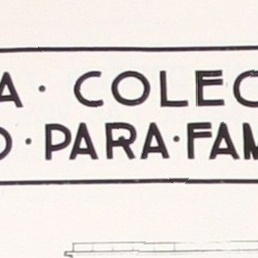 A · COLEC
O · PARA · FAM